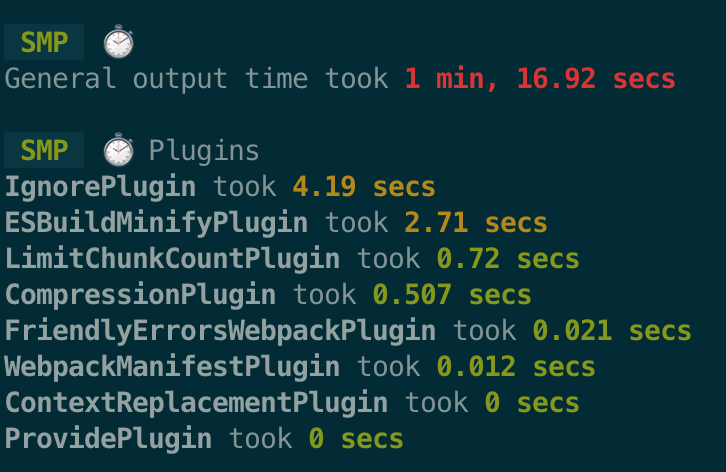 SMP ⏱
General output time took 1 min, 16.92 secs
SMP ⏱ Plugins
IgnorePlugin took 4.19 secs
ESBuildMinifyPlugin took 2.71 secs
LimitChunkCountPlugin took 0.72 secs
CompressionPlugin took 0.507 secs
FriendlyErrorsWebpackPlugin took 0.021 secs
WebpackManifestPlugin took 0.012 secs
ContextReplacementPlugin took 0 secs
ProvidePlugin took 0 secs